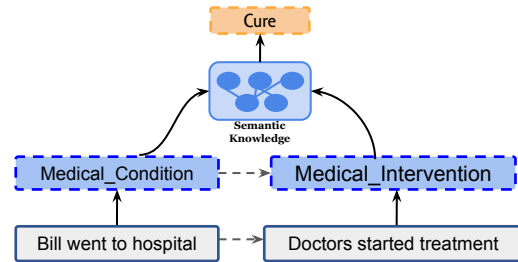 Cure
Semantic
Knowledge
Medical_Condition
Medical_Intervention
Bill went to hospital
Doctors started treatment